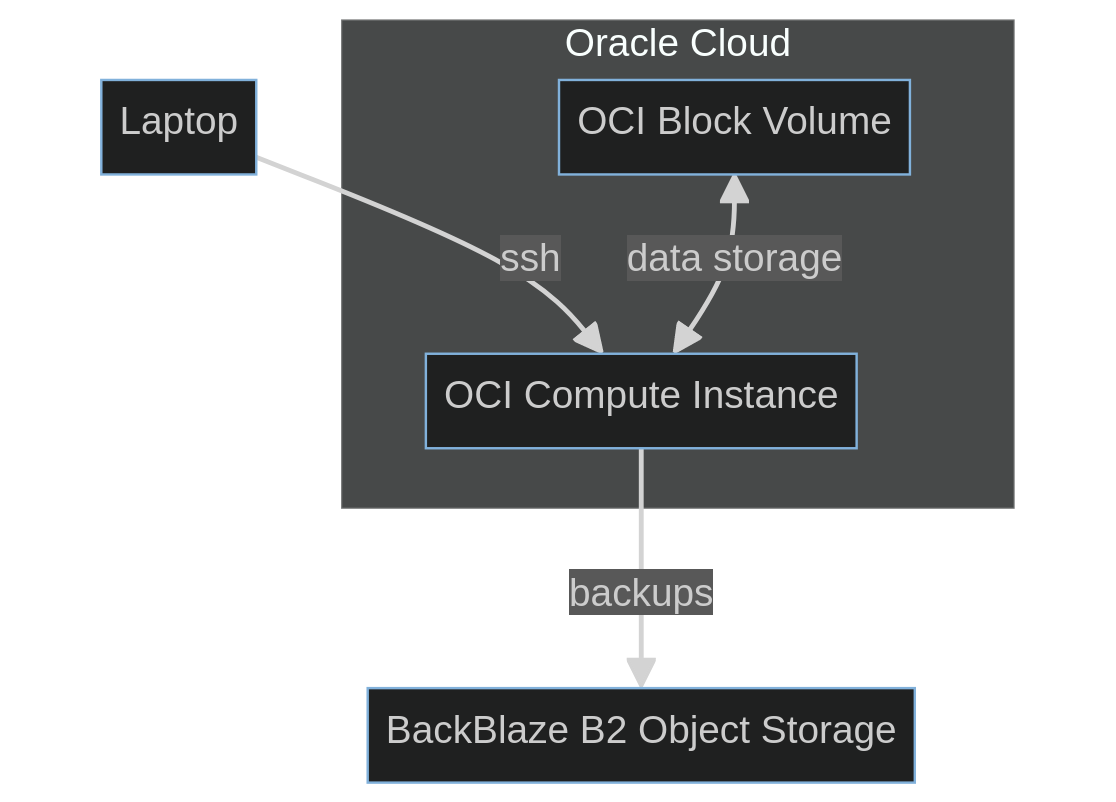 Oracle Cloud
Laptop
OCI Block Volume
ssh
data storage
OCI Compute Instance
backups
BackBlaze B2 Object Storage